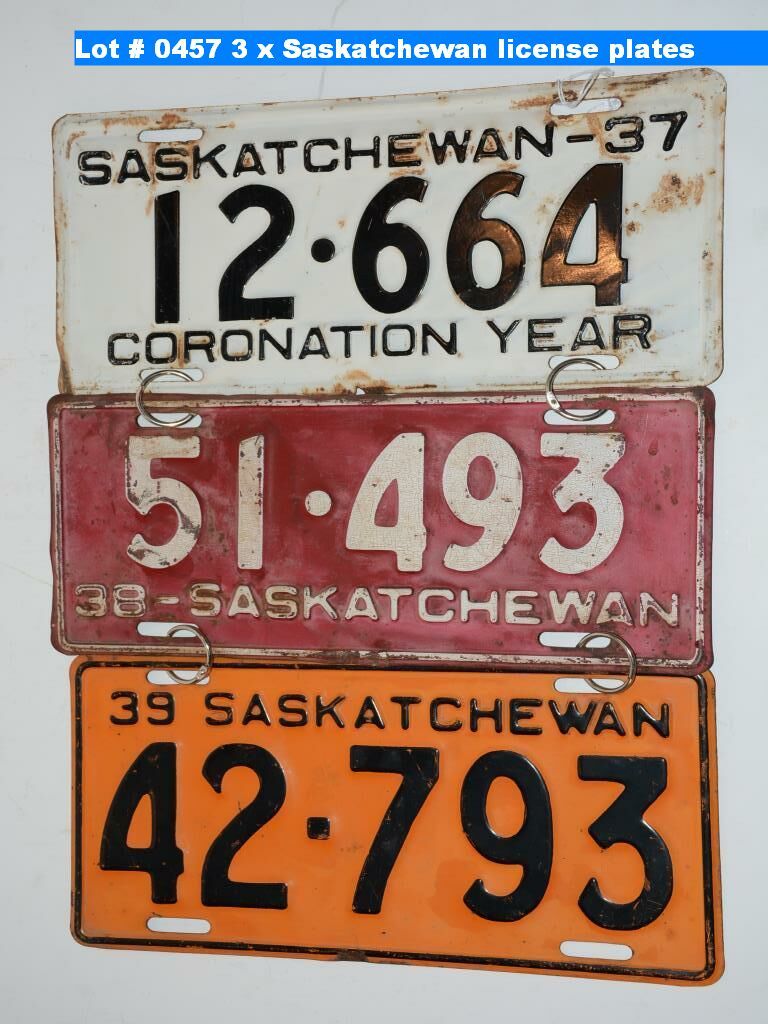 Lot # 0457 3 x Saskatchewan license plates
SASKATCHEWAN-37
12·664
CORONATION YEAR
51·493
38-SASKATCHEWAN
39 SASKATCHEWAN
42·793